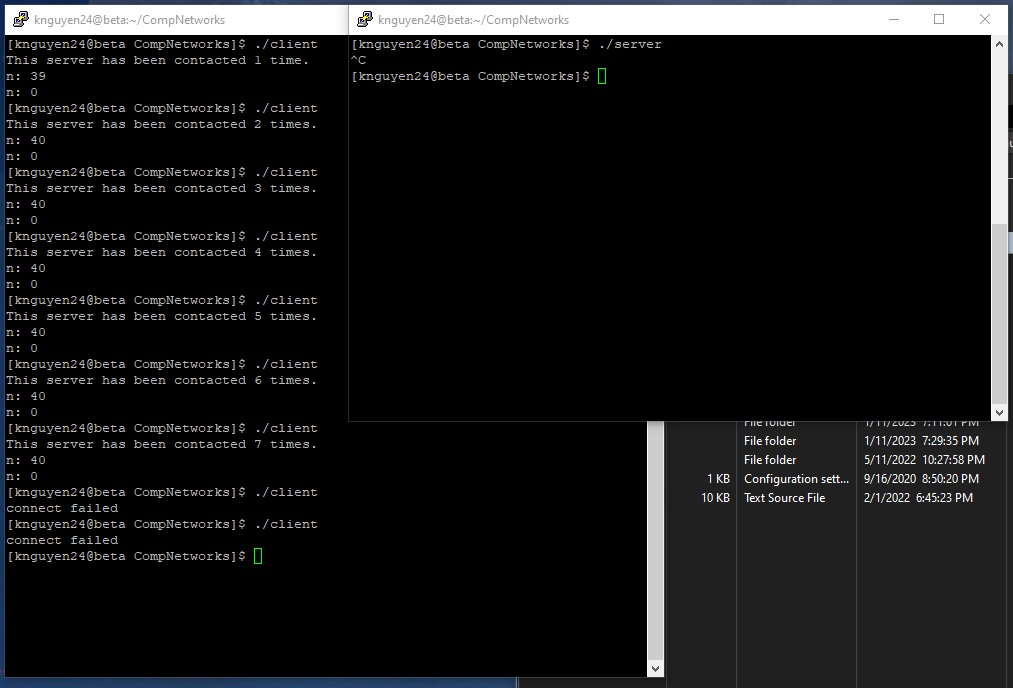 knguyen24@beta:~/CompNetworks
[knguyen24@beta CompNetworks]$ ./client
This server has been contacted 1 time.
n: 39
n: 0
[knguyen24@beta CompNetworks]$ ./client
This server has been contacted 2 times.
n: 40
n: 0
[knguyen24@beta CompNetworks]$ ./client
This server has been contacted 3 times.
n: 40
n: 0
[knguyen24@beta CompNetworks]$ ./client
This server has been contacted 4 times.
n: 40
n: 0
[knguyen24@beta CompNetworks]$ ./client
This server has been contacted 5 times.
n: 40
n: 0
[knguyen24@beta CompNetworks]$ ./client
This server has been contacted 6 times.
n: 40
n: 0
[knguyen24@beta CompNetworks]$ ./client
This server has been contacted 7 times.
n: 40
n: 0
[knguyen24@beta CompNetworks]$ ./client
connect failed
[knguyen24@beta CompNetworks]$ ./client
connect failed
[knguyen24@beta CompNetworks]$
knguyen24@beta:~/CompNetworks
[knguyen24@beta CompNetworks]$ ./server
^C
[knguyen24@beta CompNetworks]$
File folder 1/11/2023 7:11:01 PM
File folder 1/11/2023 7:29:35 PM
File folder 5/11/2022 10:27:58 PM
1 KB Configuration sett... 9/16/2020 8:50:20 PM
10 KB Text Source File 2/1/2022 6:45:23 PM